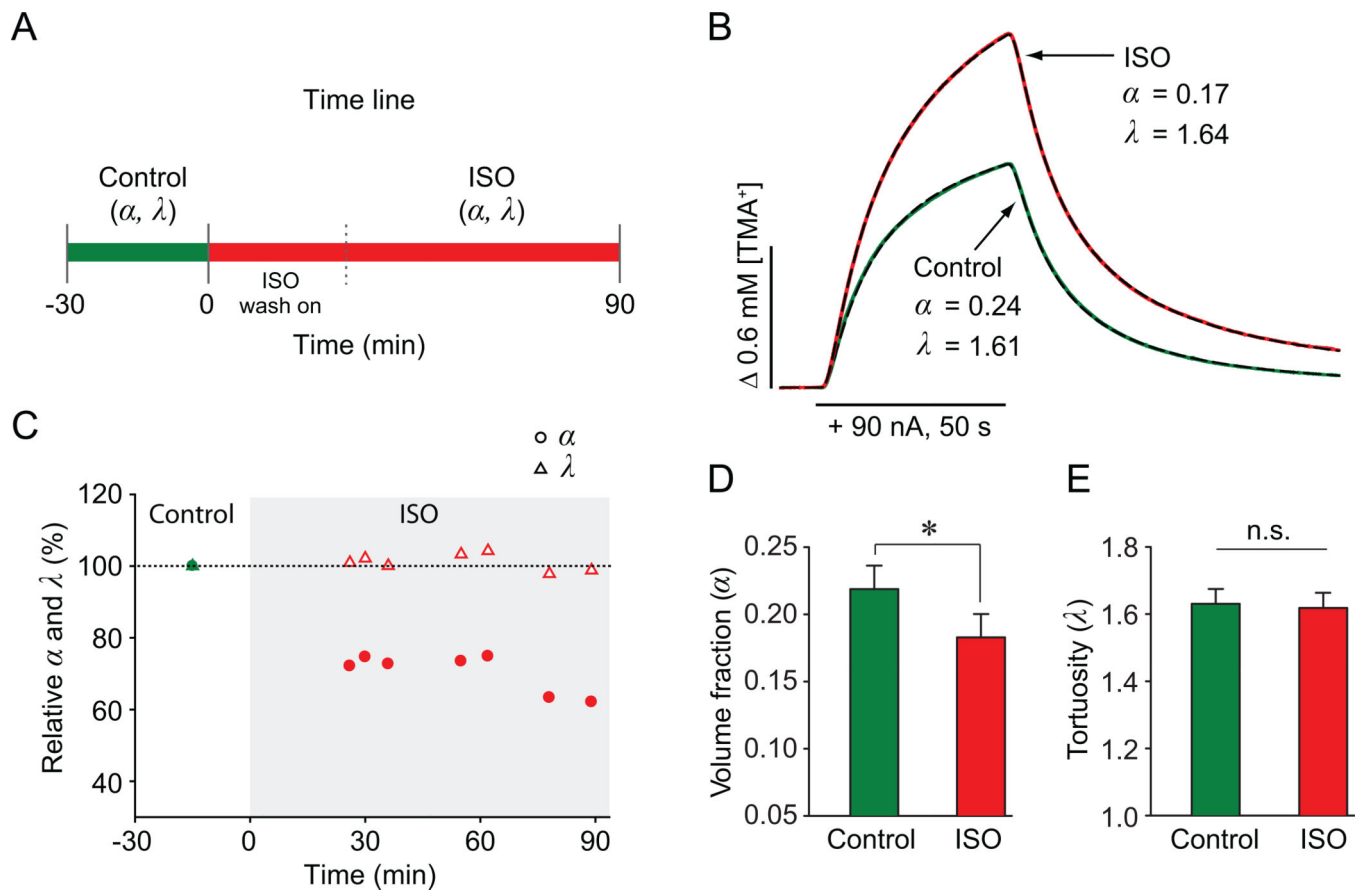 A
Time line
Control
(α, λ)
ISO
(α, λ)
ISO
wash on
-30
0
90
Time (min)
B
ISO
α = 0.17
λ = 1.64
Control
α = 0.24
λ = 1.61
Δ 0.6 mM [TMA⁺]
+ 90 nA, 50 s
C
α
λ
Control
ISO
120
100
80
60
40
Relative α and λ (%)
-30
0
30
60
90
Time (min)
D
*
0.25
0.20
0.15
0.10
0.05
Volume fraction (α)
Control
ISO
E
n.s.
1.8
1.6
1.4
1.2
1.0
Tortuosity (λ)
Control
ISO